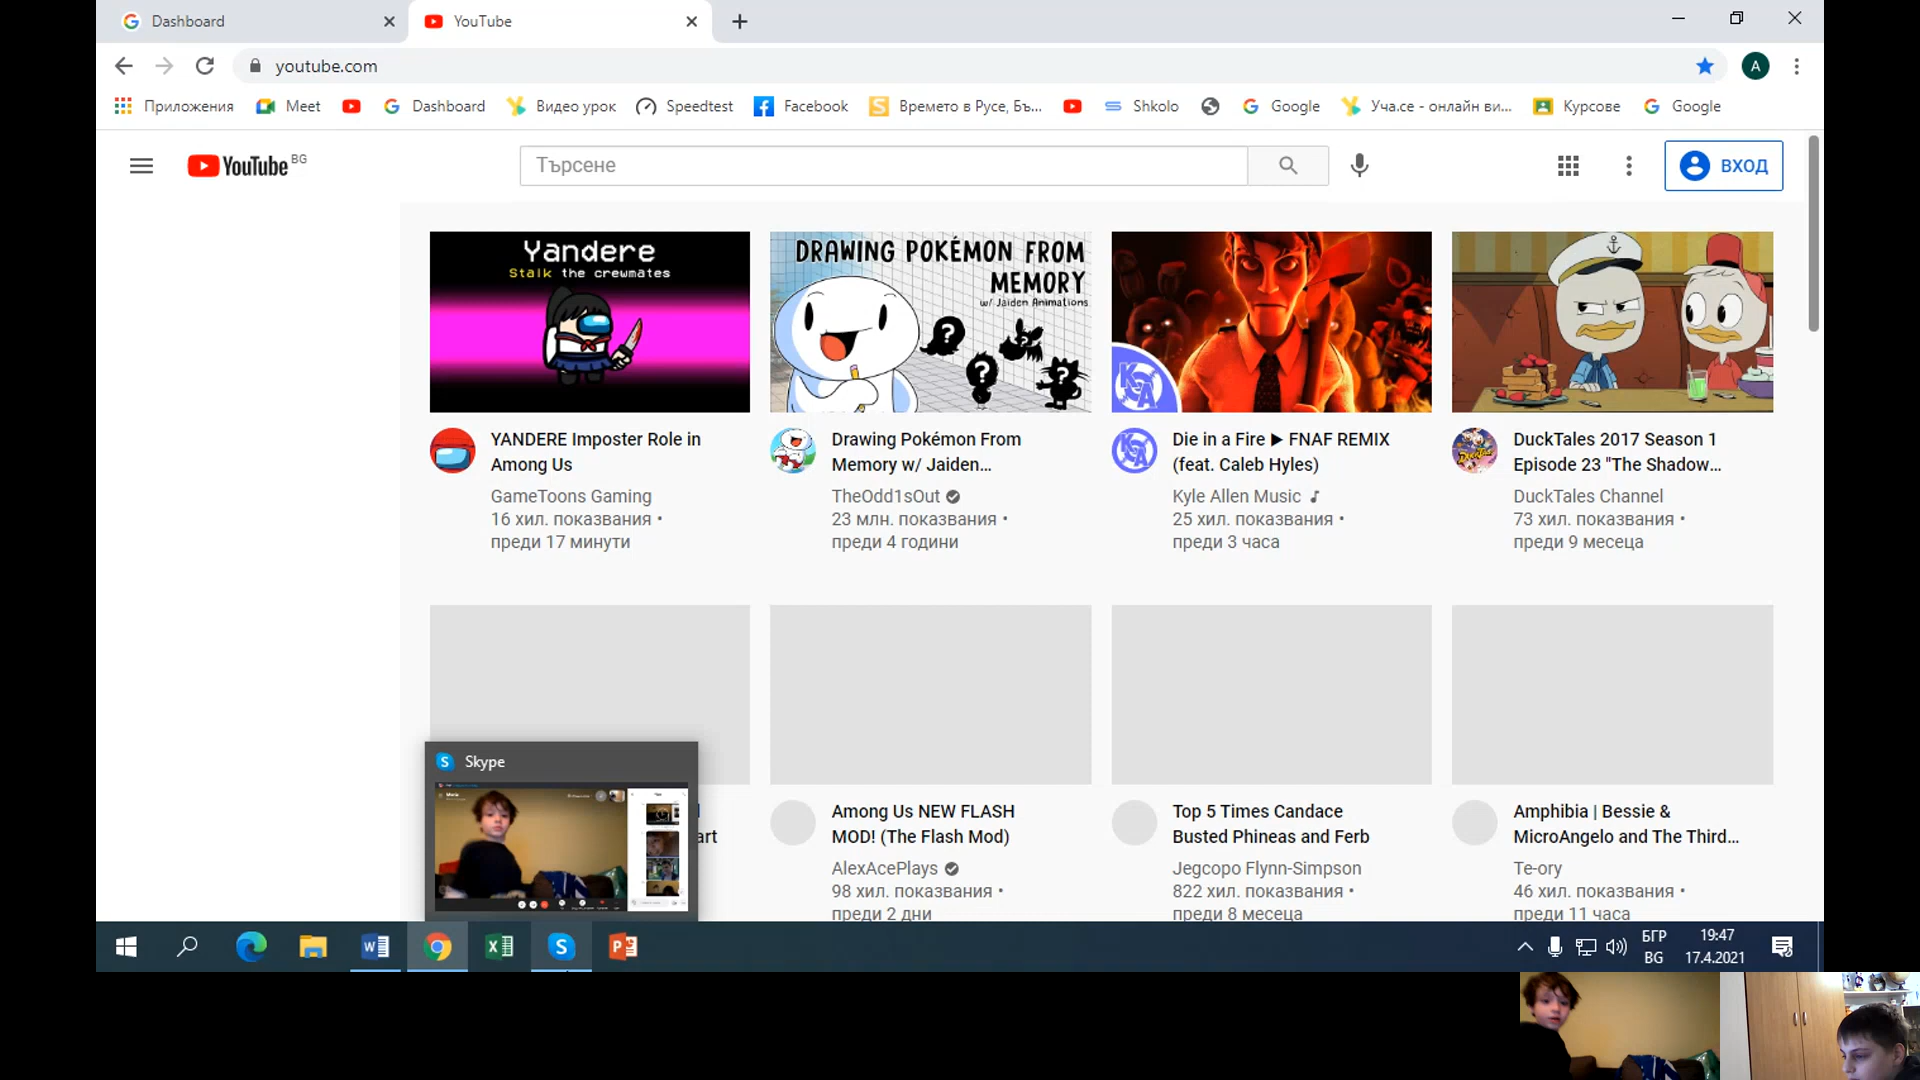 Dashboard
YouTube
youtube.com
A
Приложения
Meet
Dashboard
Видео урок
Speedtest
Facebook
Времето в Русе, Бъ...
Shkolo
Google
Уча.се - онлайн ви...
Курсове
Google
YouTube BG
Търсене
ВХОД
Yandere
Stalk the crewmates
DRAWING POKÉMON FROM
MEMORY
w/ Jaiden Animations
YANDERE Imposter Role in
Among Us
GameToons Gaming
16 хил. показвания •
преди 17 минути
Drawing Pokémon From
Memory w/ Jaiden...
TheOdd1sOut
23 млн. показвания •
преди 4 години
KA
Die in a Fire ▶ FNAF REMIX
(feat. Caleb Hyles)
Kyle Allen Music
25 хил. показвания •
преди 3 часа
DuckTales 2017 Season 1
Episode 23 "The Shadow...
DuckTales Channel
73 хил. показвания •
преди 9 месеца
Skype
art
Among Us NEW FLASH
MOD! (The Flash Mod)
AlexAcePlays
98 хил. показвания •
преди 2 дни
Top 5 Times Candace
Busted Phineas and Ferb
Jegcopo Flynn-Simpson
822 хил. показвания •
преди 8 месеца
Amphibia | Bessie &
MicroAngelo and The Third...
Te-ory
46 хил. показвания •
преди 11 часа
БГР
BG
19:47
17.4.2021